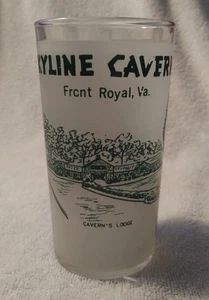 KYLINE CAVER
Front Royal, Va.
CAVERN'S LODGE